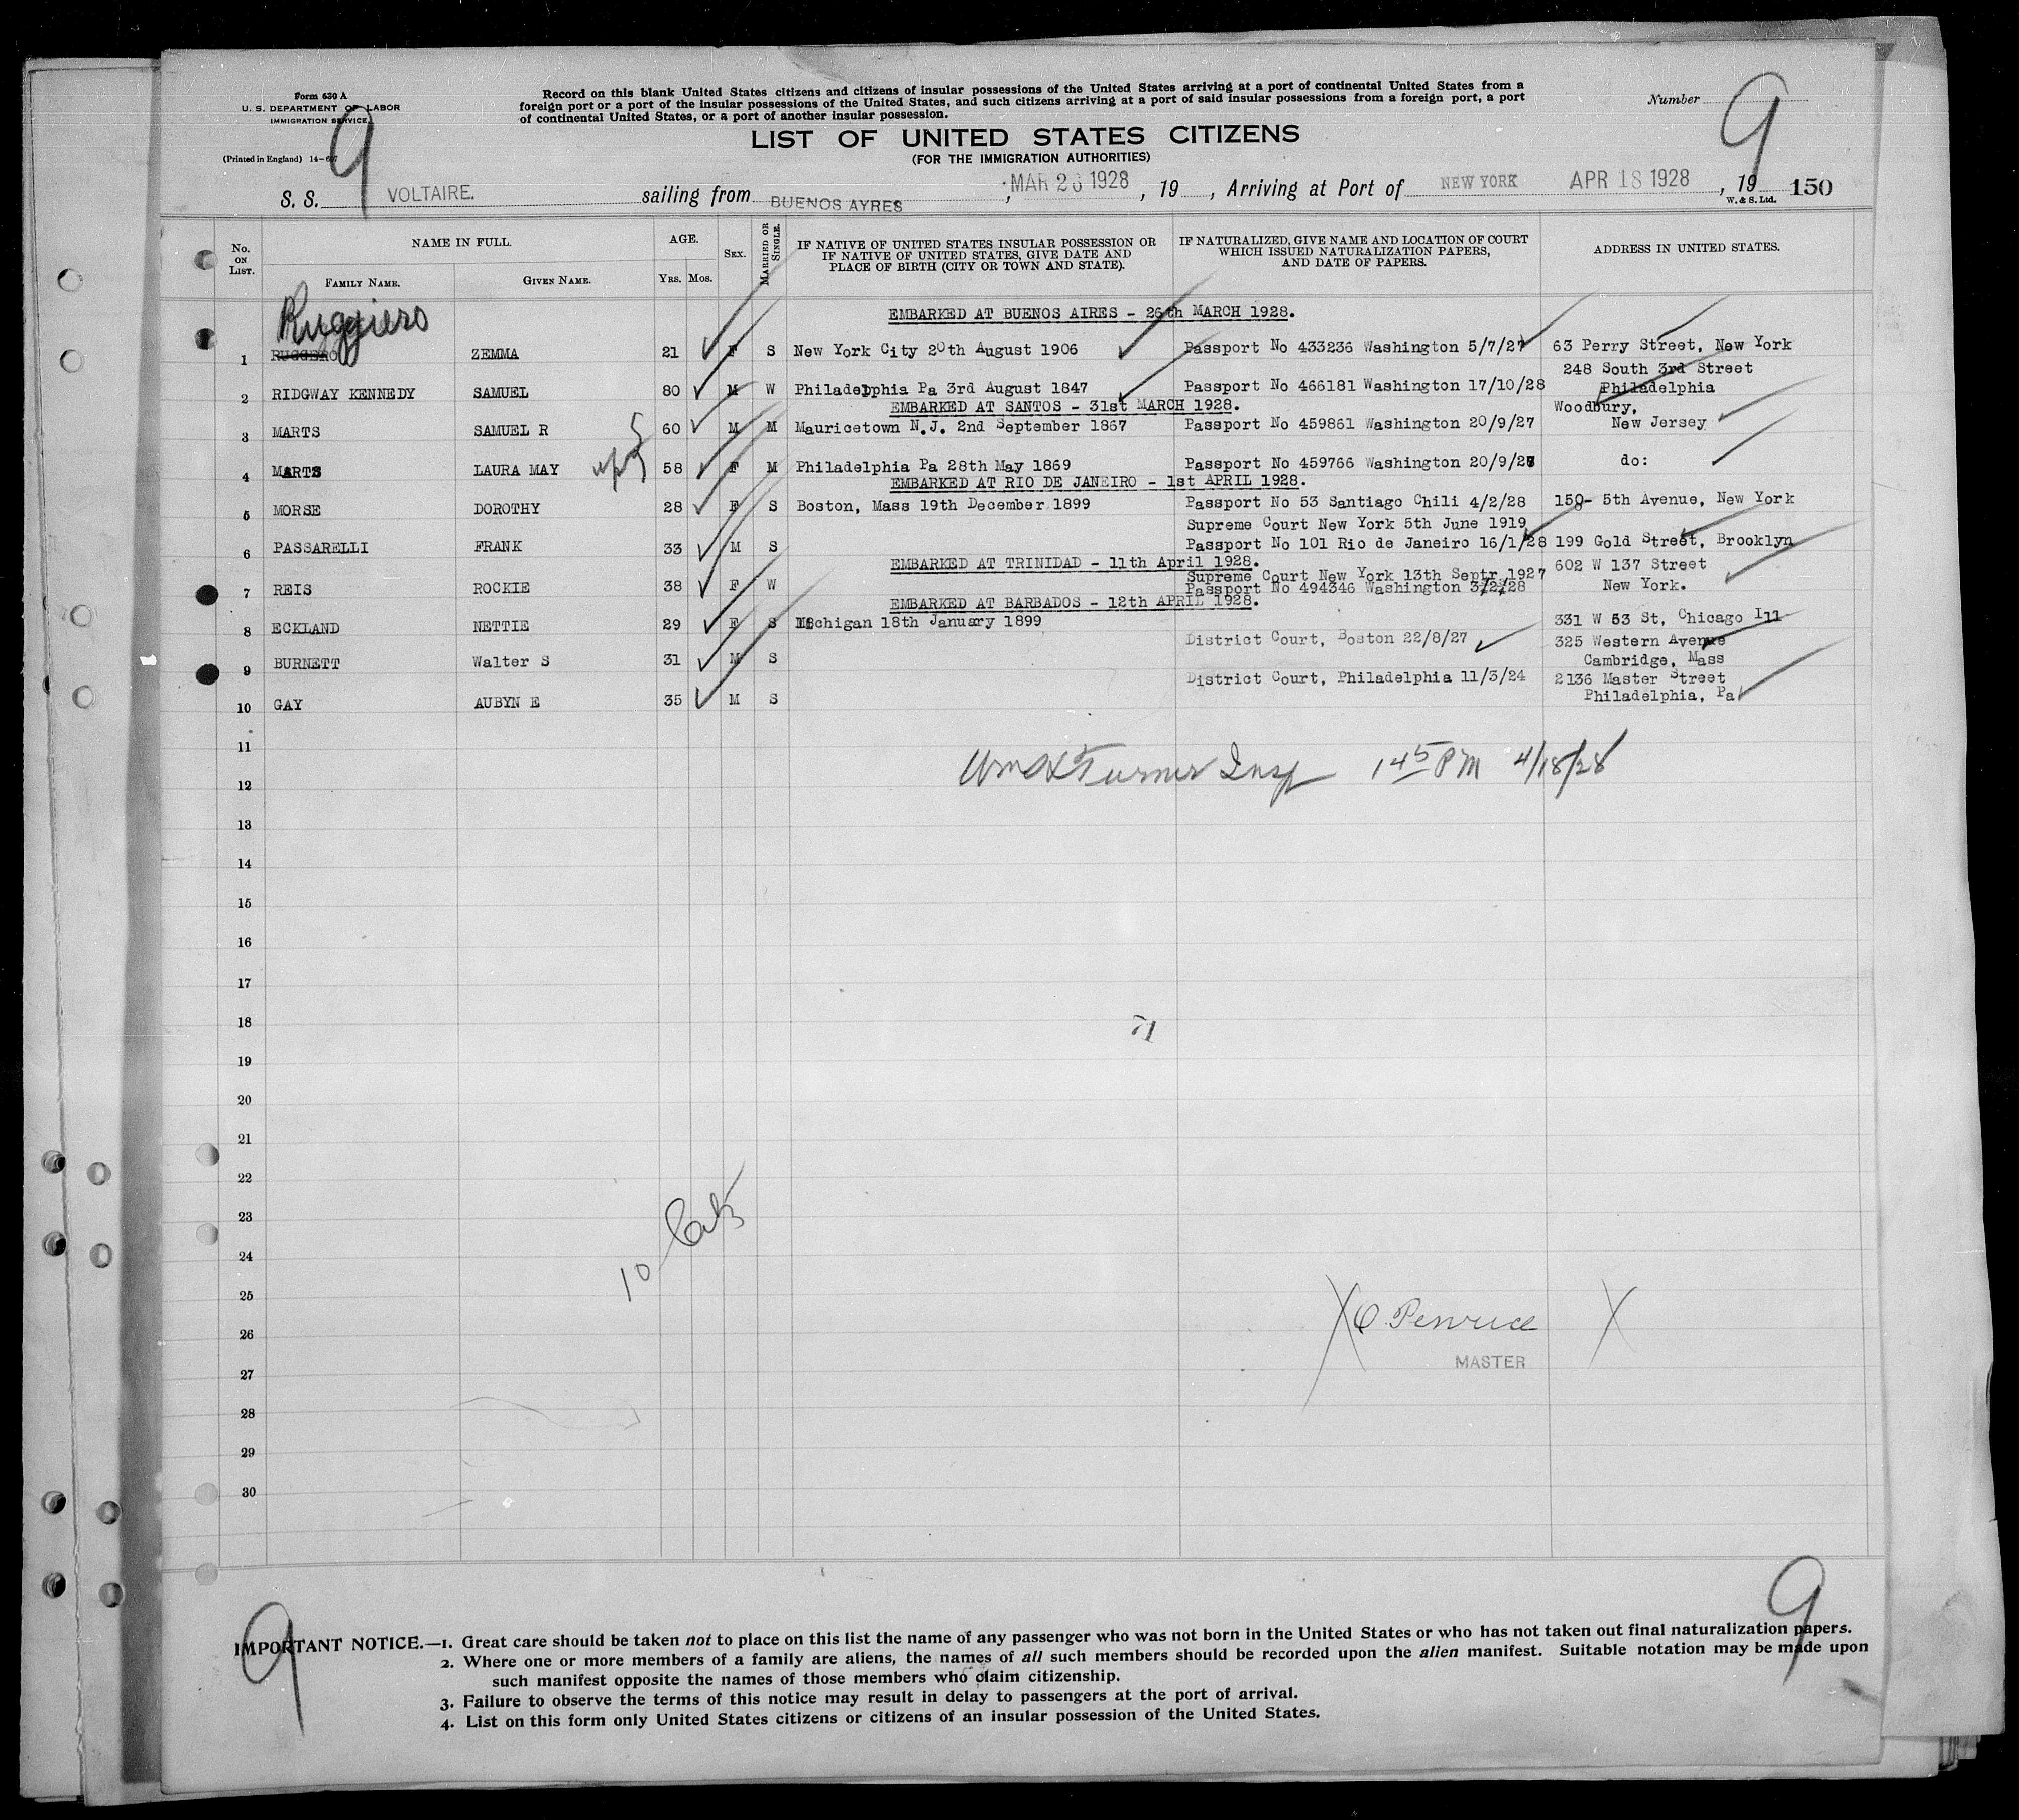 Form 630 A
U. S. DEPARTMENT OF LABOR
IMMIGRATION SERVICE
(Printed in England) 14-6
9
Record on this blank United States citizens and citizens of insular possessions of the United States arriving at a port of continental United States from a
foreign port or a port of the insular possessions of the United States, and such citizens arriving at a port of said insular possessions from a foreign port, a port
of continental United States, or a port of another insular possession.
Number 9
LIST OF UNITED STATES CITIZENS
(FOR THE IMMIGRATION AUTHORITIES)
S. S. VOLTAIRE. sailing from BUENOS AYRES, MAR 26 1928, 19 , Arriving at Port of NEW YORK APR 18 1928, 19 150
W. & S. Ltd.
No. ON LIST. NAME IN FULL. FAMILY NAME. GIVEN NAME. AGE. YRS. MOS. SEX. MARRIED OR SINGLE. IF NATIVE OF UNITED STATES INSULAR POSSESSION OR IF NATIVE OF UNITED STATES, GIVE DATE AND PLACE OF BIRTH (CITY OR TOWN AND STATE). IF NATURALIZED, GIVE NAME AND LOCATION OF COURT WHICH ISSUED NATURALIZATION PAPERS, AND DATE OF PAPERS. ADDRESS IN UNITED STATES.
EMBARKED AT BUENOS AIRES - 26th MARCH 1928.
Ruggiero
1 RUGGERO ZEMMA 21 F S New York City 20th August 1906 Passport No 433236 Washington 5/7/27 63 Perry Street, New York
248 South 3rd Street
2 RIDGWAY KENNEDY SAMUEL 80 M W Philadelphia Pa 3rd August 1847 Passport No 466181 Washington 17/10/28 Philadelphia
EMBARKED AT SANTOS - 31st MARCH 1928. Woodbury,
3 MARTS SAMUEL R 60 M M Mauricetown N.J. 2nd September 1867 Passport No 459861 Washington 20/9/27 New Jersey
4 MARTS LAURA MAY 58 F M Philadelphia Pa 28th May 1869 Passport No 459766 Washington 20/9/27 do:
EMBARKED AT RIO DE JANEIRO - 1st APRIL 1928.
5 MORSE DOROTHY 28 F S Boston, Mass 19th December 1899 Passport No 53 Santiago Chili 4/2/28 150- 5th Avenue, New York
Supreme Court New York 5th June 1919
6 PASSARELLI FRANK 33 M S Passport No 101 Rio de Janeiro 16/1/28 199 Gold Street, Brooklyn
EMBARKED AT TRINIDAD - 11th April 1928. 602 W 137 Street
Supreme Court New York 13th Septr 1927
7 REIS ROCKIE 38 F W Passport No 494346 Washington 3/2/28 New York.
EMBARKED AT BARBADOS - 12th APRIL 1928.
8 ECKLAND NETTIE 29 F S Michigan 18th January 1899 331 W 53 St, Chicago Ill
District Court, Boston 22/8/27 325 Western Avenue
9 BURNETT Walter S 31 M S Cambridge, Mass
District Court, Philadelphia 11/3/24 2136 Master Street
10 GAY AUBYN E 35 M S Philadelphia, Pa
11
Turner Insp 1 45 PM 4/18/28
12
13
14
15
16
17
18
71
19
20
21
22
23
24
10
25
26
MASTER
27
28
29
30
9
9
IMPORTANT NOTICE.—1. Great care should be taken not to place on this list the name of any passenger who was not born in the United States or who has not taken out final naturalization papers.
2. Where one or more members of a family are aliens, the names of all such members should be recorded upon the alien manifest. Suitable notation may be made upon
such manifest opposite the names of those members who claim citizenship.
3. Failure to observe the terms of this notice may result in delay to passengers at the port of arrival.
4. List on this form only United States citizens or citizens of an insular possession of the United States.